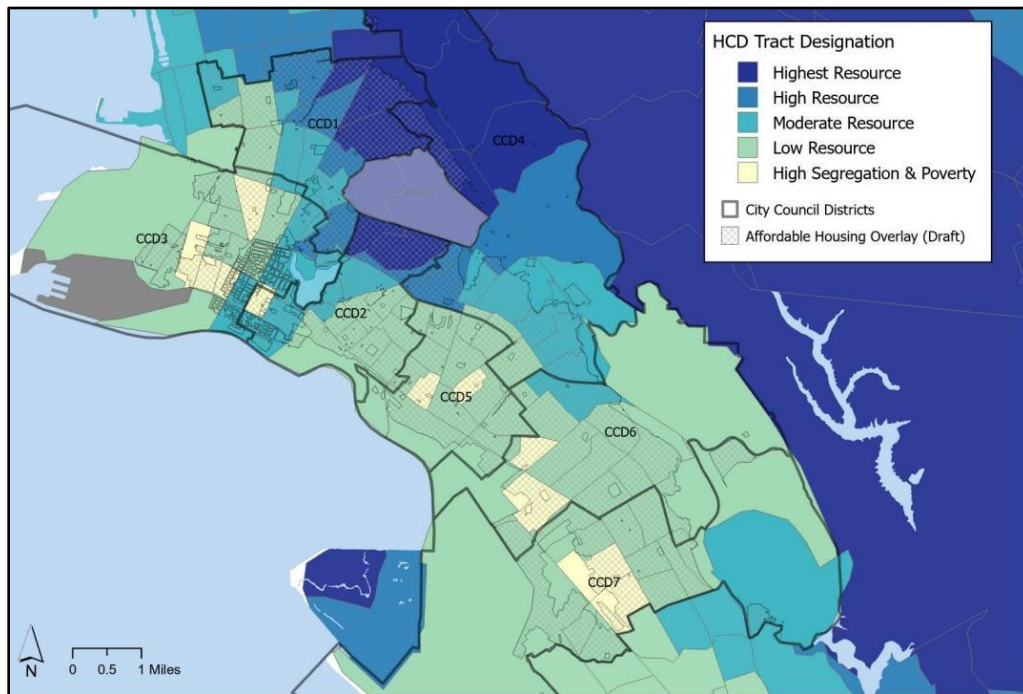 HCD Tract Designation
Highest Resource
High Resource
Moderate Resource
Low Resource
High Segregation & Poverty
City Council Districts
Affordable Housing Overlay (Draft)
CCD1
CCD4
CCD3
CCD2
CCD5
CCD6
CCD7
N
0 0.5 1 Miles